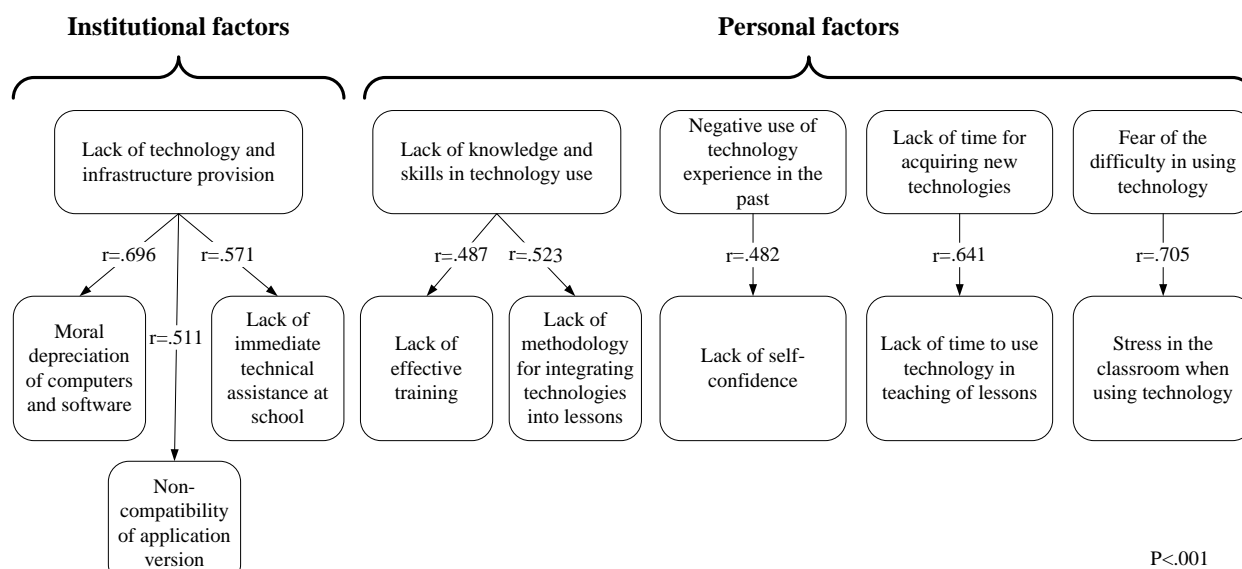 Institutional factors
Personal factors
Lack of technology and
infrastructure provision
Lack of knowledge and
skills in technology use
Negative use of
technology
experience in the
past
Lack of time for
acquiring new
technologies
Fear of the
difficulty in using
technology
r=.696
r=.571
r=.511
r=.487
r=.523
r=.482
r=.641
r=.705
Moral
depreciation
of computers
and software
Lack of
immediate
technical
assistance at
school
Lack of
effective
training
Lack of
methodology
for integrating
technologies
into lessons
Lack of self-
confidence
Lack of time to use
technology in
teaching of lessons
Stress in the
classroom when
using technology
Non-
compatibility
of application
version
P<.001